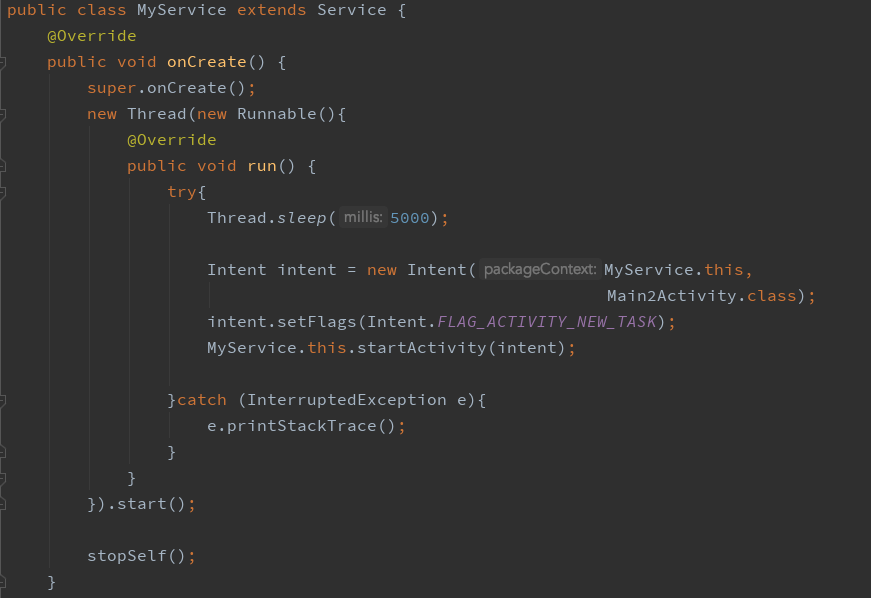 public class MyService extends Service {
@Override
public void onCreate() {
super.onCreate();
new Thread(new Runnable(){
@Override
public void run() {
try{
Thread.sleep( millis: 5000);
Intent intent = new Intent( packageContext: MyService.this,
Main2Activity.class);
intent.setFlags(Intent.FLAG_ACTIVITY_NEW_TASK);
MyService.this.startActivity(intent);
}catch (InterruptedException e){
e.printStackTrace();
}
}
}).start();
stopSelf();
}